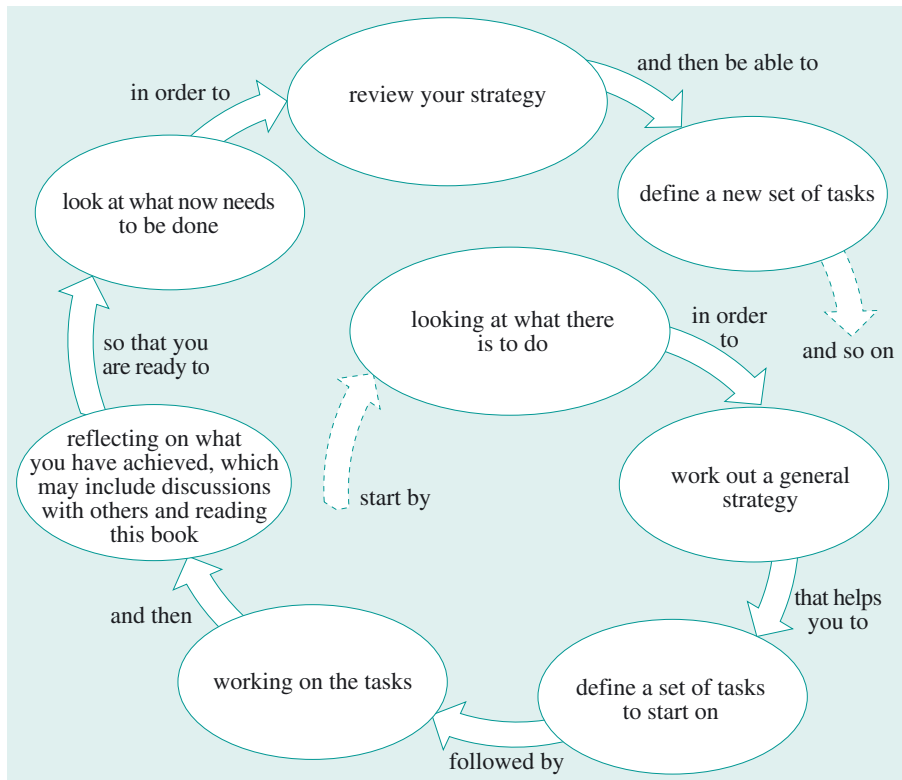 start by
looking at what there
is to do
in order
to
work out a general
strategy
that helps
you to
define a set of tasks
to start on
followed by
working on the tasks
and then
reflecting on what
you have achieved, which
may include discussions
with others and reading
this book
so that you
are ready to
look at what now needs
to be done
in order to
review your strategy
and then be able to
define a new set of tasks
and so on